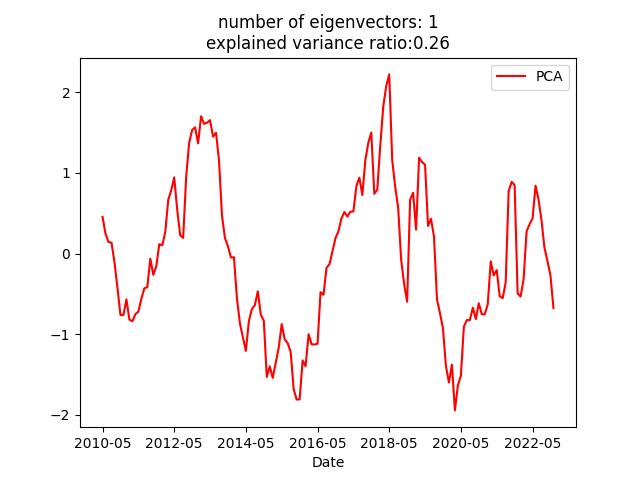 number of eigenvectors: 1
explained variance ratio:0.26
PCA
2
1
0
−1
−2
2010-05 2012-05 2014-05 2016-05 2018-05 2020-05 2022-05
Date